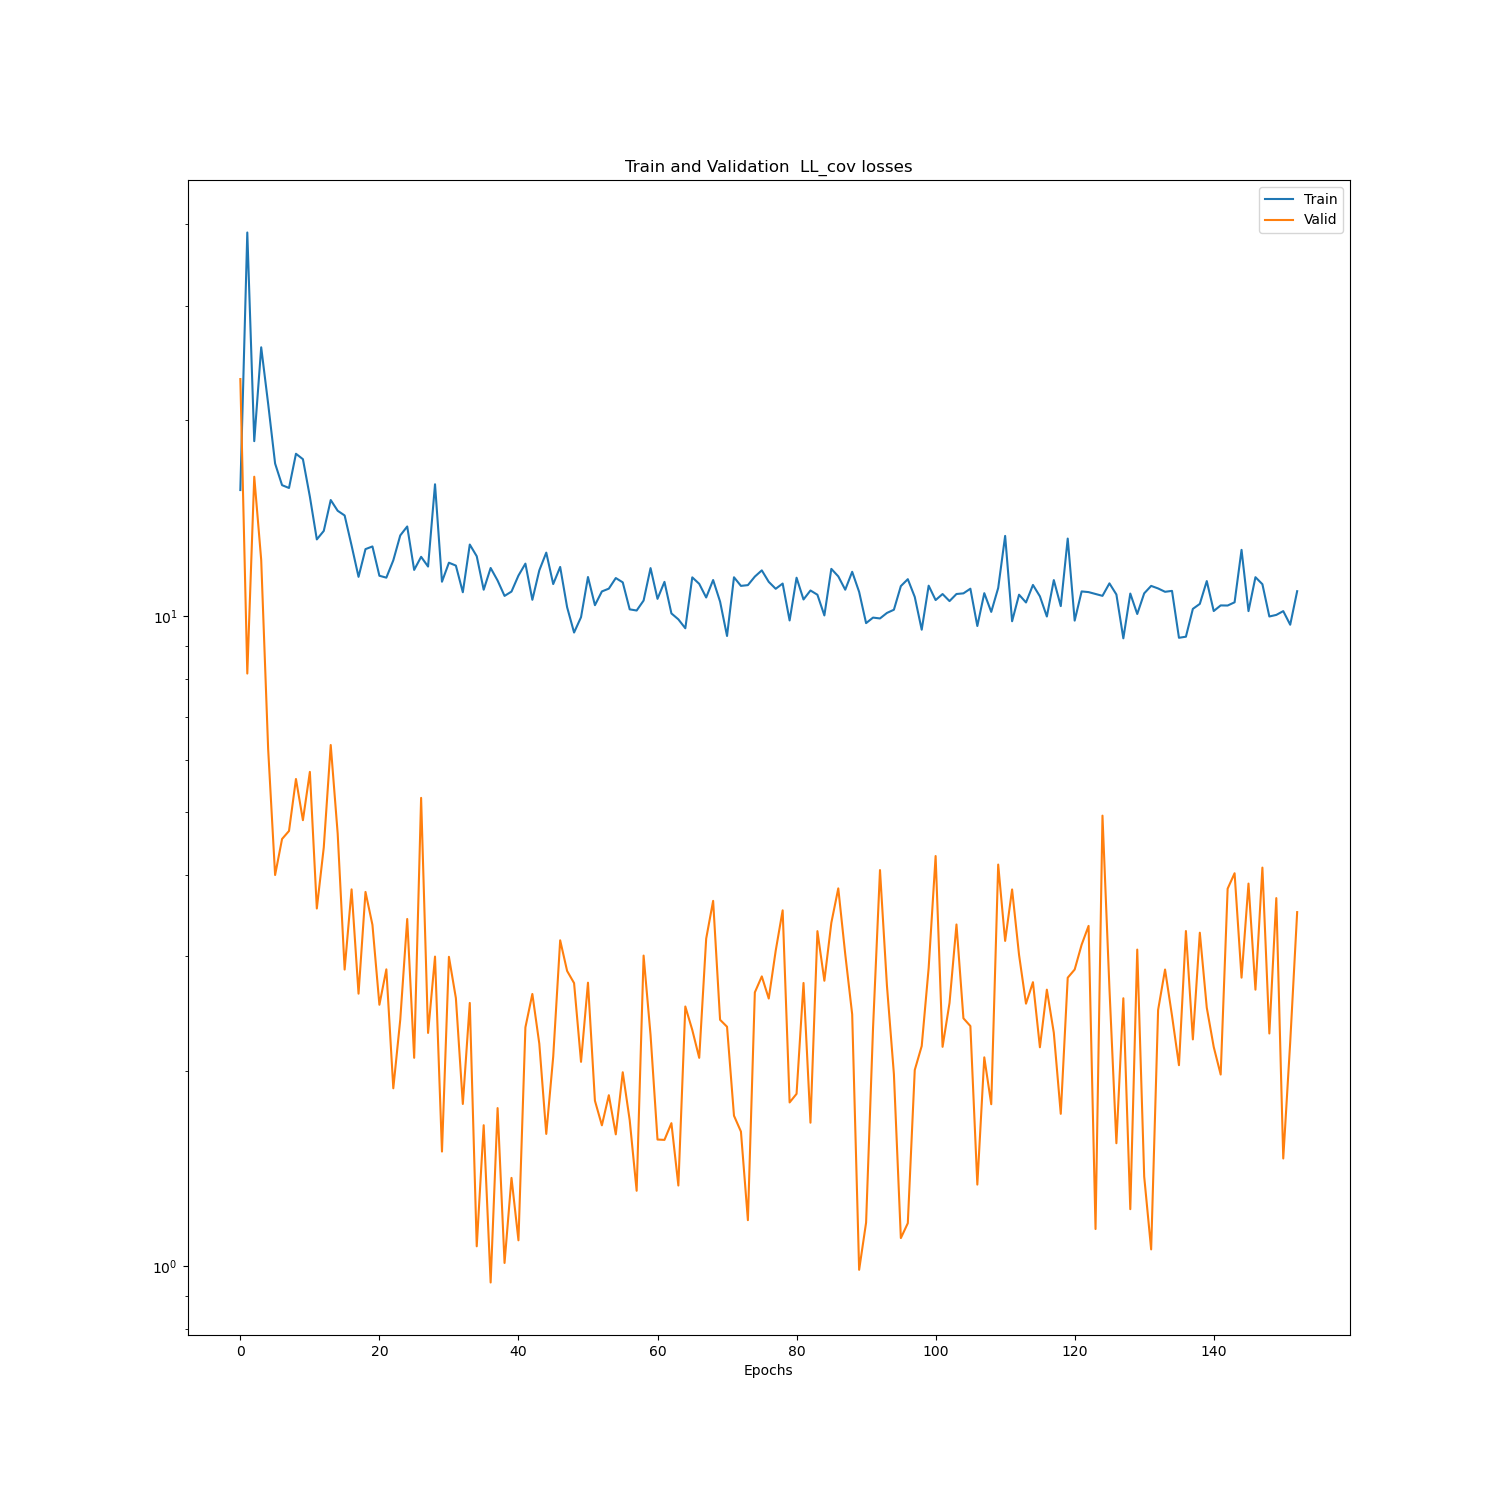 Train and Validation  LL_cov losses
Train
Valid
10¹
10⁰
0 20 40 60 80 100 120 140
Epochs